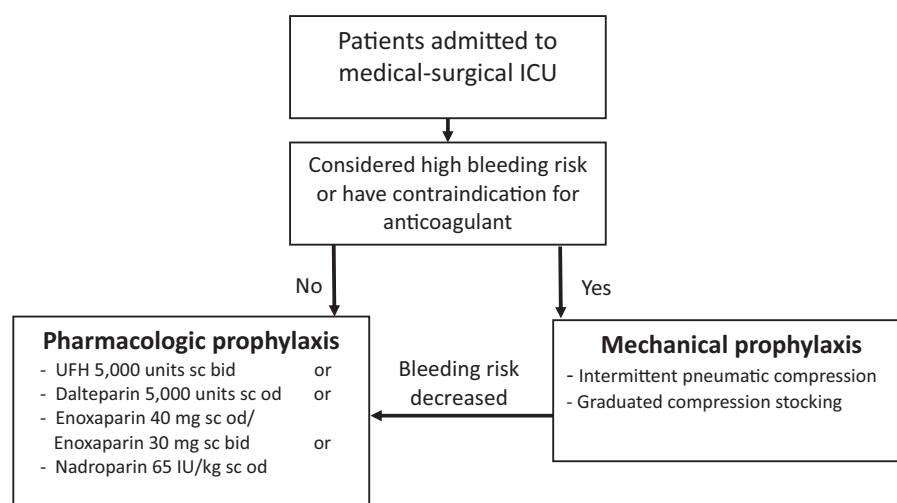 Patients admitted to
medical-surgical ICU
Considered high bleeding risk
or have contraindication for
anticoagulant
No
Yes
Pharmacologic prophylaxis
- UFH 5,000 units sc bid or
- Dalteparin 5,000 units sc od or
- Enoxaparin 40 mg sc od/
Enoxaparin 30 mg sc bid or
- Nadroparin 65 IU/kg sc od
Bleeding risk
decreased
Mechanical prophylaxis
- Intermittent pneumatic compression
- Graduated compression stocking